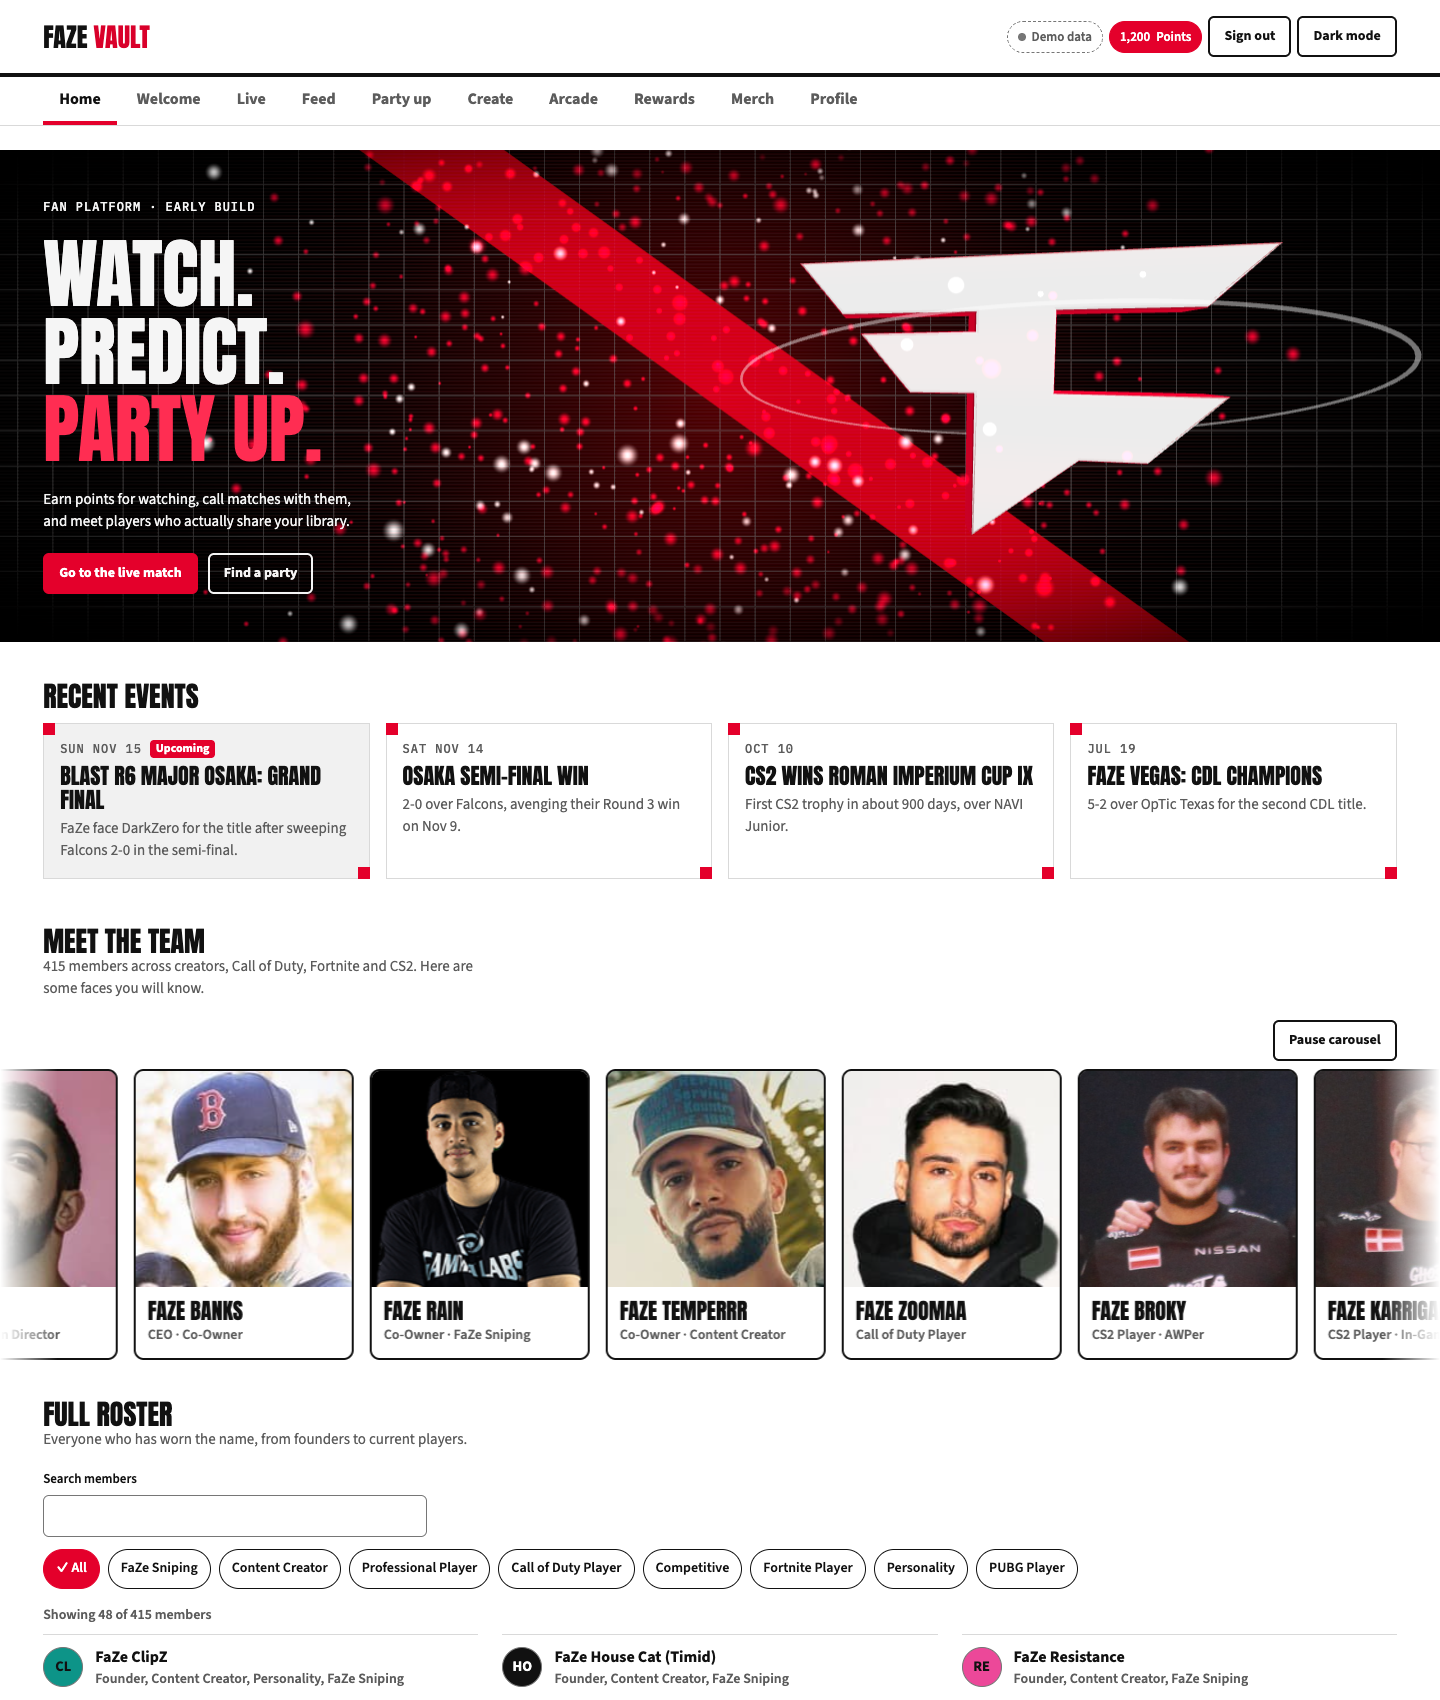 FAZE VAULT
Demo data
1,200 Points
Sign out
Dark mode
Home
Welcome
Live
Feed
Party up
Create
Arcade
Rewards
Merch
Profile
FAN PLATFORM · EARLY BUILD
WATCH.
PREDICT.
PARTY UP.
Earn points for watching, call matches with them,
and meet players who actually share your library.
Go to the live match
Find a party
RECENT EVENTS
SUN NOV 15 Upcoming
BLAST R6 MAJOR OSAKA: GRAND
FINAL
FaZe face DarkZero for the title after sweeping
Falcons 2-0 in the semi-final.
SAT NOV 14
OSAKA SEMI-FINAL WIN
2-0 over Falcons, avenging their Round 3 win
on Nov 9.
OCT 10
CS2 WINS ROMAN IMPERIUM CUP IX
First CS2 trophy in about 900 days, over NAVI
Junior.
JUL 19
FAZE VEGAS: CDL CHAMPIONS
5-2 over OpTic Texas for the second CDL title.
MEET THE TEAM
415 members across creators, Call of Duty, Fortnite and CS2. Here are
some faces you will know.
Pause carousel
Director
B
FAZE BANKS
CEO · Co-Owner
FAZE RAIN
Co-Owner · FaZe Sniping
FAZE TEMPERRR
Co-Owner · Content Creator
FAZE ZOOMAA
Call of Duty Player
NISSAN
FAZE BROKY
CS2 Player · AWPer
FAZE KARRIGA
CS2 Player · In-Ga
FULL ROSTER
Everyone who has worn the name, from founders to current players.
Search members
✓ All
FaZe Sniping
Content Creator
Professional Player
Call of Duty Player
Competitive
Fortnite Player
Personality
PUBG Player
Showing 48 of 415 members
CL
FaZe ClipZ
Founder, Content Creator, Personality, FaZe Sniping
HO
FaZe House Cat (Timid)
Founder, Content Creator, FaZe Sniping
RE
FaZe Resistance
Founder, Content Creator, FaZe Sniping